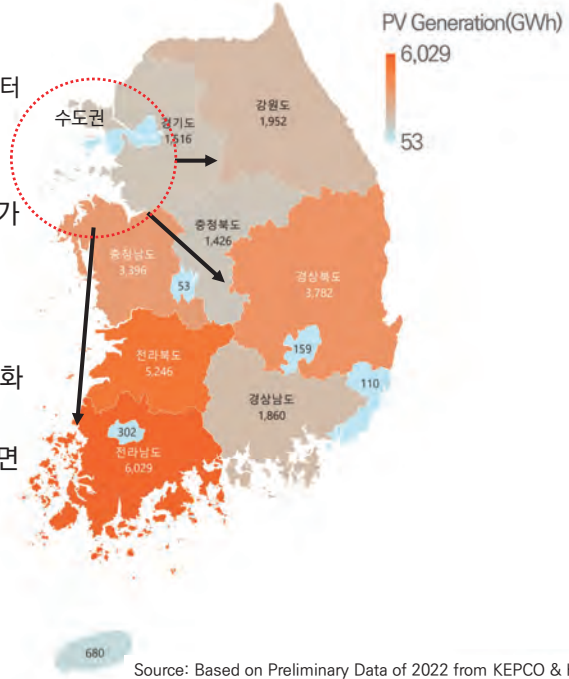 PV Generation(GWh)
6,029
53
터
수도권
경기도
1,516
강원도
1,952
가
충청북도
1,426
충청남도
3,396
53
경상북도
3,782
159
110
전라북도
5,246
화
경상남도
1,860
302
전라남도
6,029
면
680
Source: Based on Preliminary Data of 2022 from KEPCO &